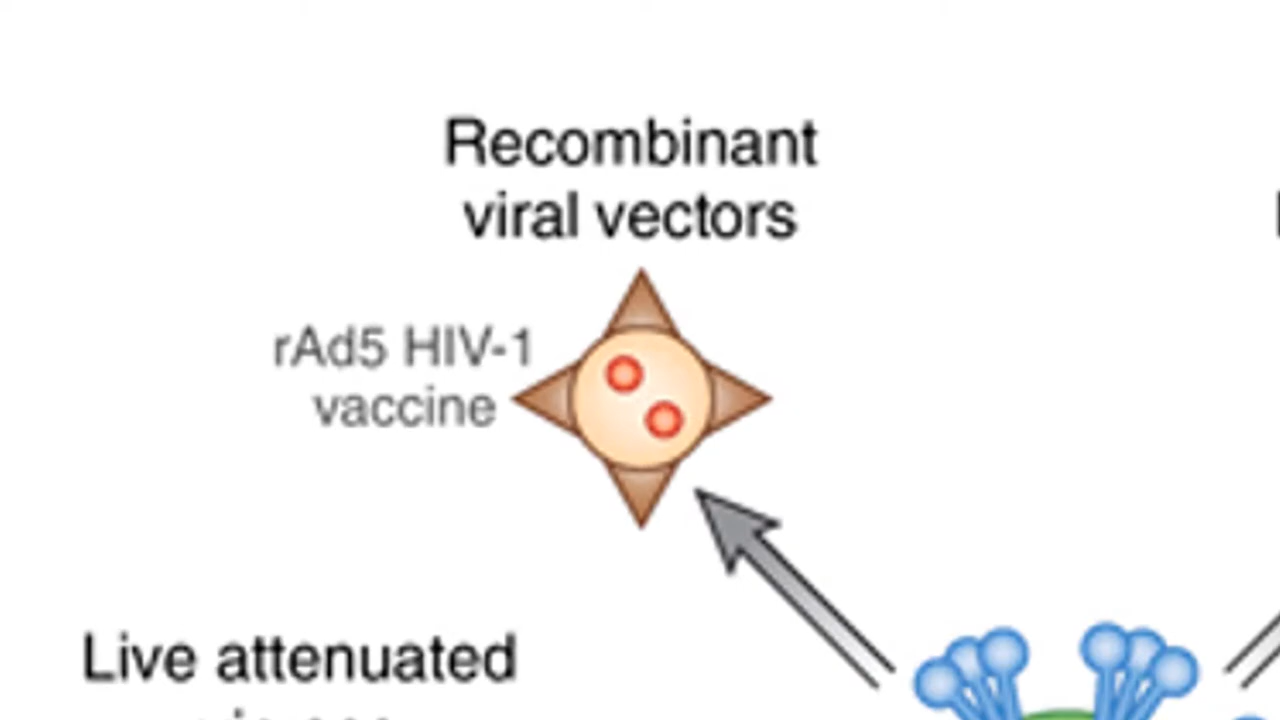 Recombinant
viral vectors
rAd5 HIV-1
vaccine
Live attenuated